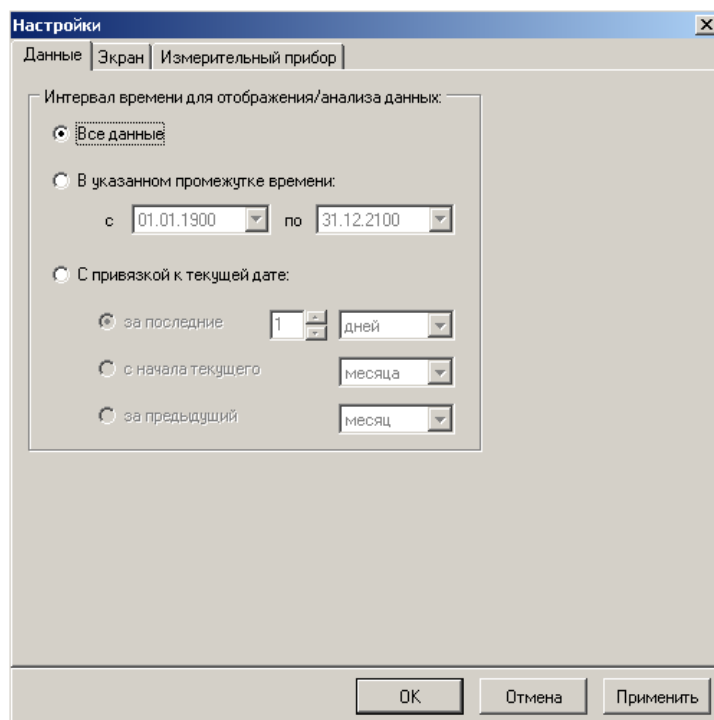 Настройки
Данные Экран Измерительный прибор
Интервал времени для отображения/анализа данных:
Все данные
В указанном промежутке времени:
с 01.01.1900 по 31.12.2100
С привязкой к текущей дате:
за последние 1 дней
с начала текущего месяца
за предыдущий месяц
OK Отмена Применить